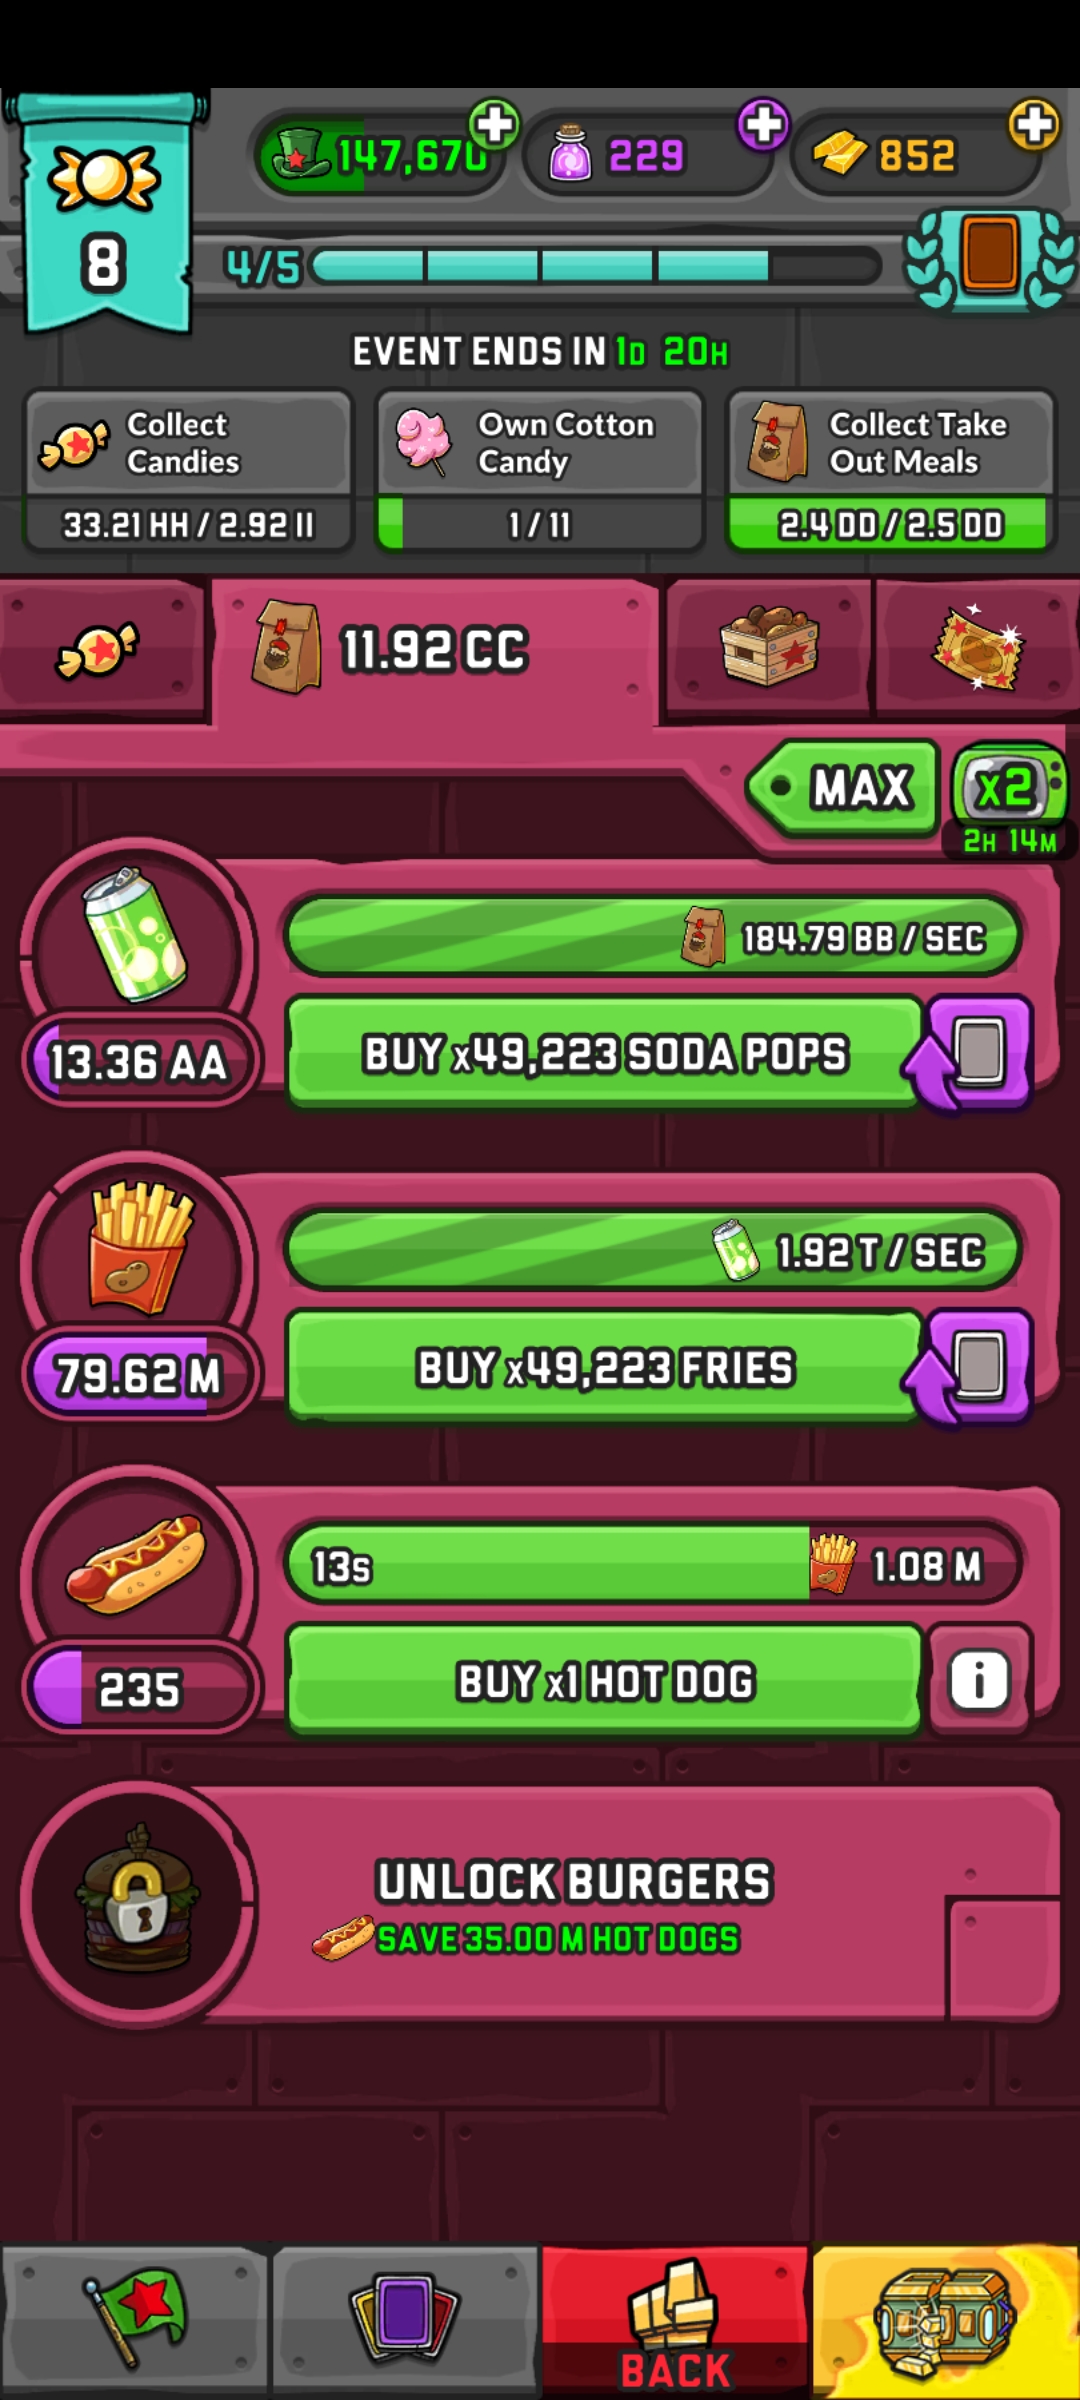 147,670
229
852
8
4/5
EVENT ENDS IN 1D 20H
Collect
Candies
33.21 HH / 2.92 II
Own Cotton
Candy
1 / 11
Collect Take
Out Meals
2.4 DD / 2.5 DD
11.92 CC
MAX
x2
2H 14M
184.79 BB / SEC
13.36 AA
BUY x49,223 SODA POPS
1.92 T / SEC
79.62 M
BUY x49,223 FRIES
13s
1.08 M
235
BUY x1 HOT DOG
i
UNLOCK BURGERS
SAVE 35.00 M HOT DOGS
BACK